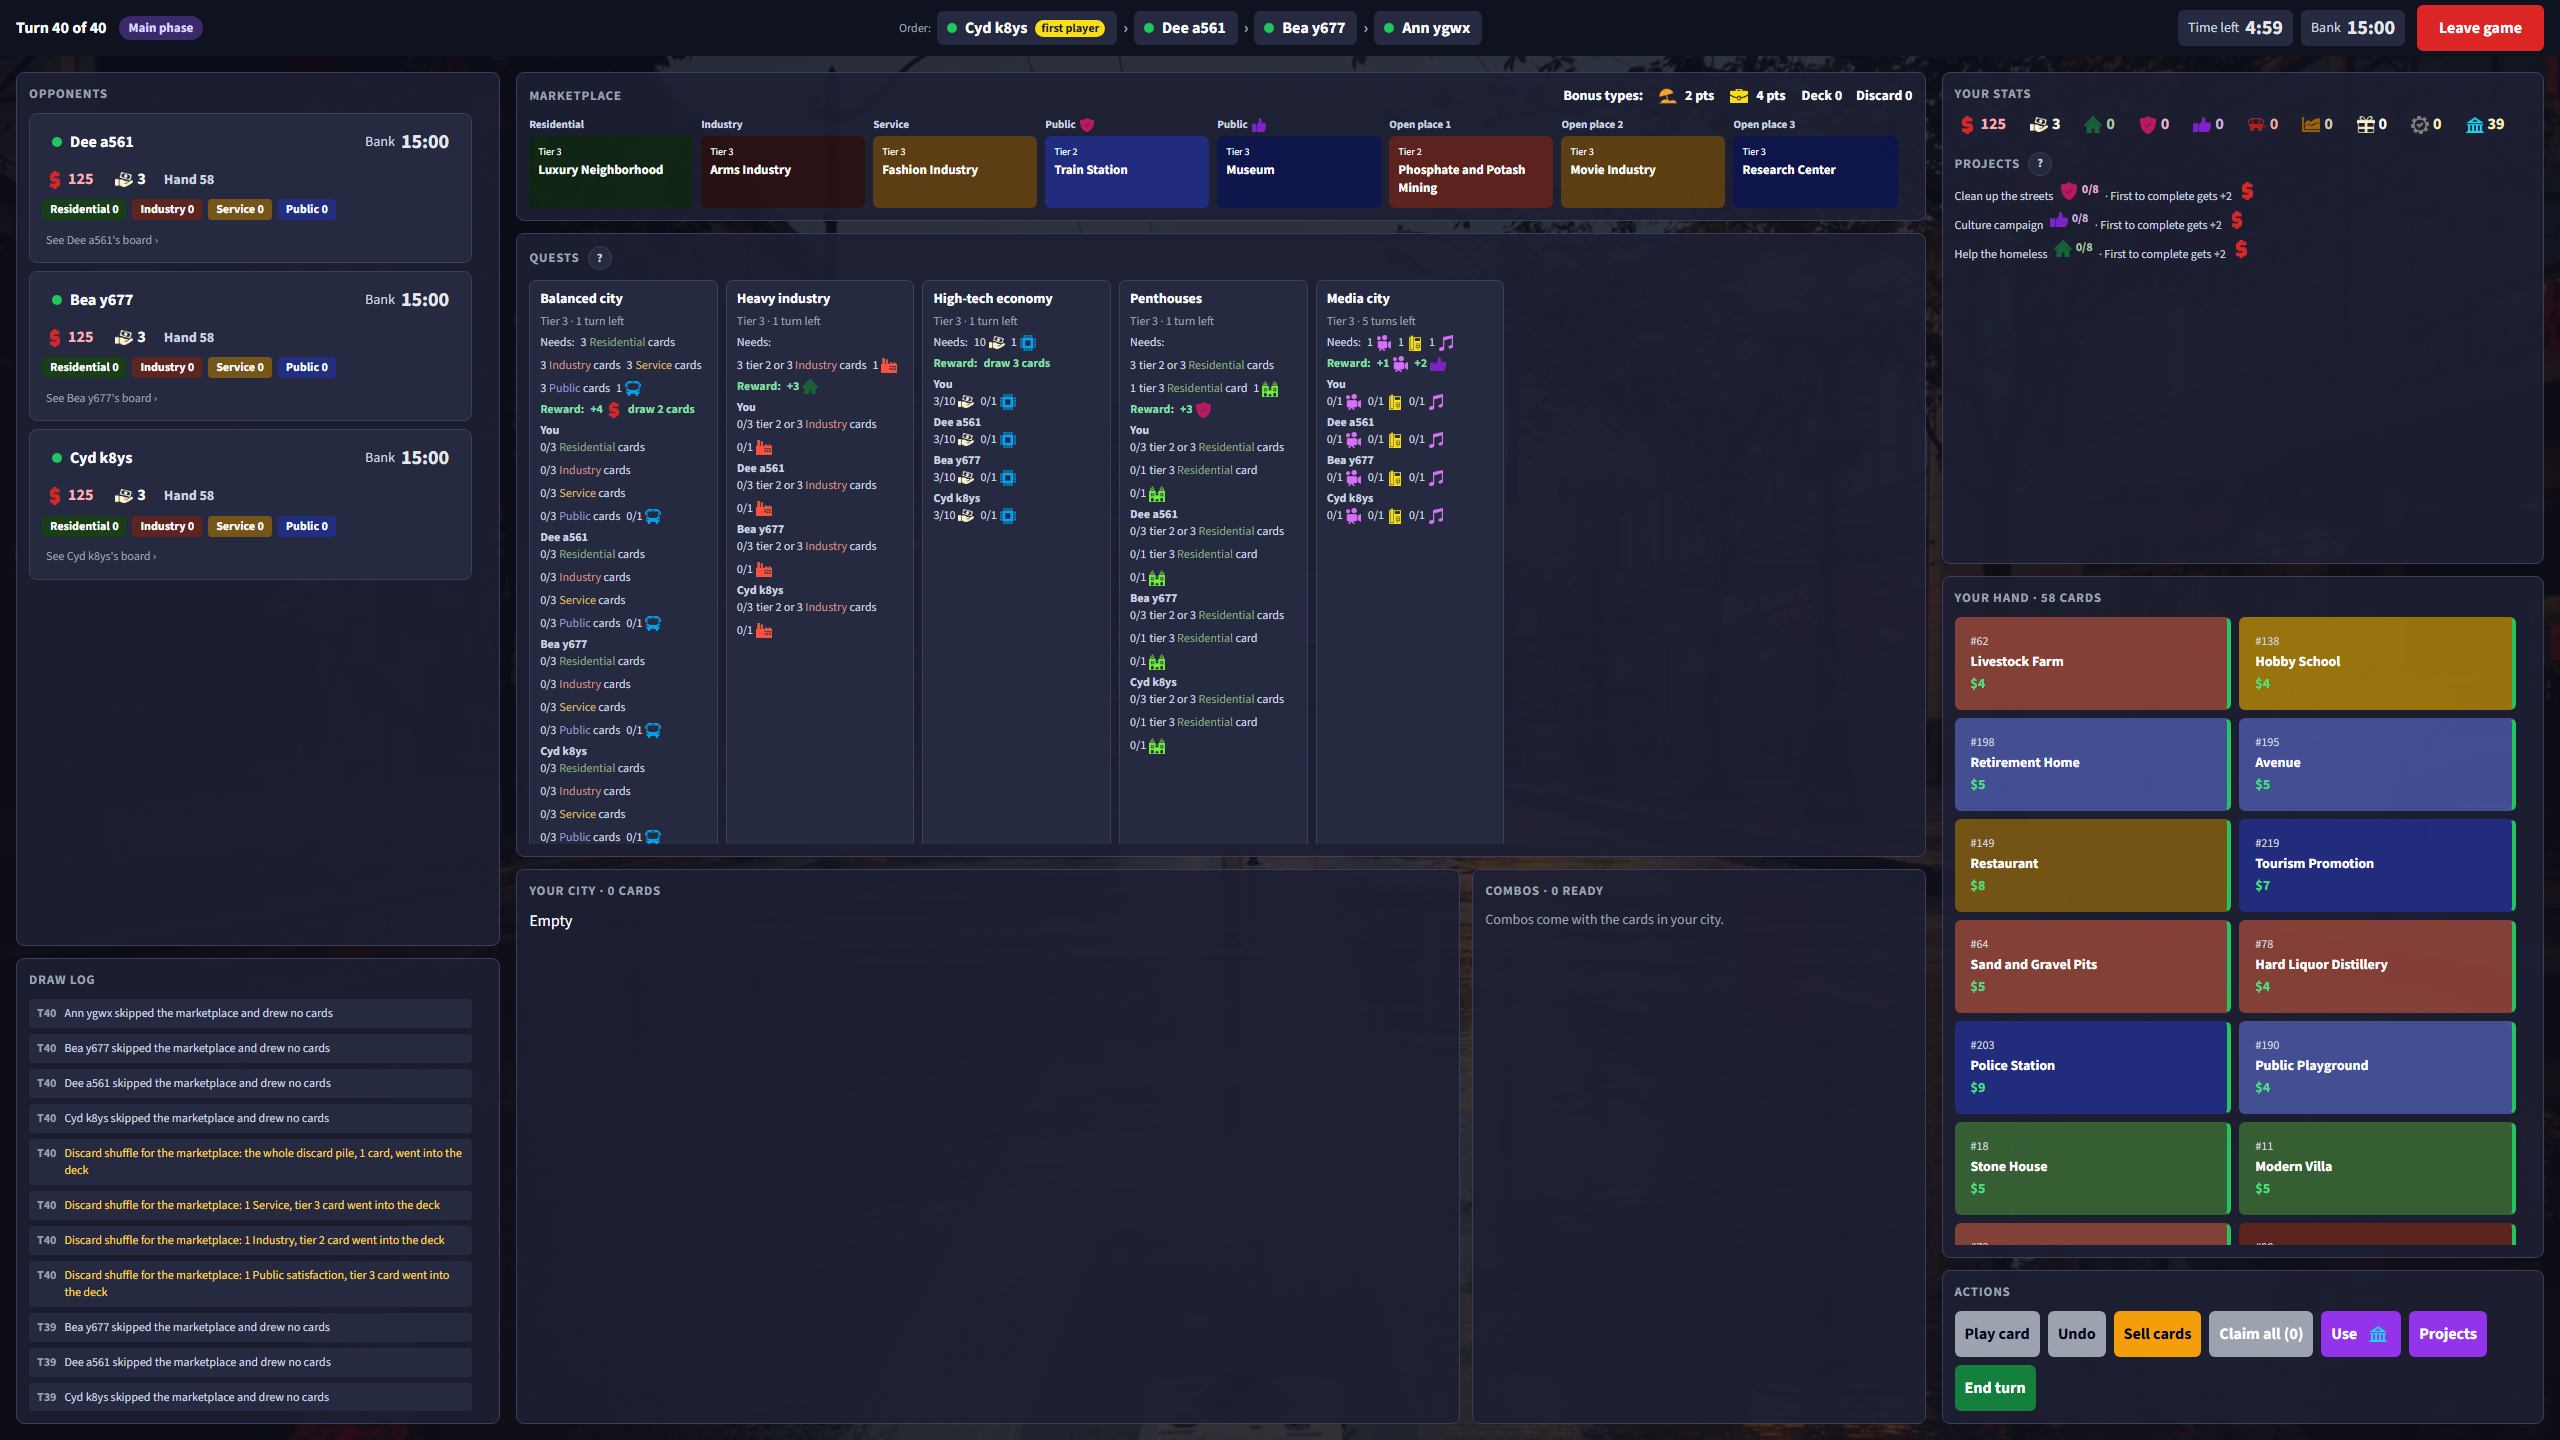 Turn 40 of 40 Main phase
Order: Cyd k8ys first player › Dee a561 › Bea y677 › Ann ygwx
Time left 4:59 Bank 15:00 Leave game
OPPONENTS
Dee a561 Bank 15:00
125 3 Hand 58
Residential 0 Industry 0 Service 0 Public 0
See Dee a561's board ›
Bea y677 Bank 15:00
125 3 Hand 58
Residential 0 Industry 0 Service 0 Public 0
See Bea y677's board ›
Cyd k8ys Bank 15:00
125 3 Hand 58
Residential 0 Industry 0 Service 0 Public 0
See Cyd k8ys's board ›
DRAW LOG
T40 Ann ygwx skipped the marketplace and drew no cards
T40 Bea y677 skipped the marketplace and drew no cards
T40 Dee a561 skipped the marketplace and drew no cards
T40 Cyd k8ys skipped the marketplace and drew no cards
T40 Discard shuffle for the marketplace: the whole discard pile, 1 card, went into the
deck
T40 Discard shuffle for the marketplace: 1 Service, tier 3 card went into the deck
T40 Discard shuffle for the marketplace: 1 Industry, tier 2 card went into the deck
T40 Discard shuffle for the marketplace: 1 Public satisfaction, tier 3 card went into
the deck
T39 Bea y677 skipped the marketplace and drew no cards
T39 Dee a561 skipped the marketplace and drew no cards
T39 Cyd k8ys skipped the marketplace and drew no cards
MARKETPLACE
Bonus types: 2 pts 4 pts Deck 0 Discard 0
Residential
Tier 3
Luxury Neighborhood
Industry
Tier 3
Arms Industry
Service
Tier 3
Fashion Industry
Public
Tier 2
Train Station
Public
Tier 3
Museum
Open place 1
Tier 2
Phosphate and Potash
Mining
Open place 2
Tier 3
Movie Industry
Open place 3
Tier 3
Research Center
QUESTS ?
Balanced city
Tier 3 · 1 turn left
Needs: 3 Residential cards
3 Industry cards 3 Service cards
3 Public cards 1
Reward: +4 draw 2 cards
You
0/3 Residential cards
0/3 Industry cards
0/3 Service cards
0/3 Public cards 0/1
Dee a561
0/3 Residential cards
0/3 Industry cards
0/3 Service cards
0/3 Public cards 0/1
Bea y677
0/3 Residential cards
0/3 Industry cards
0/3 Service cards
0/3 Public cards 0/1
Cyd k8ys
0/3 Residential cards
0/3 Industry cards
0/3 Service cards
0/3 Public cards 0/1
Heavy industry
Tier 3 · 1 turn left
Needs:
3 tier 2 or 3 Industry cards 1
Reward: +3
You
0/3 tier 2 or 3 Industry cards
0/1
Dee a561
0/3 tier 2 or 3 Industry cards
0/1
Bea y677
0/3 tier 2 or 3 Industry cards
0/1
Cyd k8ys
0/3 tier 2 or 3 Industry cards
0/1
High-tech economy
Tier 3 · 1 turn left
Needs: 10 1
Reward: draw 3 cards
You
3/10 0/1
Dee a561
3/10 0/1
Bea y677
3/10 0/1
Cyd k8ys
3/10 0/1
Penthouses
Tier 3 · 1 turn left
Needs:
3 tier 2 or 3 Residential cards
1 tier 3 Residential card 1
Reward: +3
You
0/3 tier 2 or 3 Residential cards
0/1 tier 3 Residential card
0/1
Dee a561
0/3 tier 2 or 3 Residential cards
0/1 tier 3 Residential card
0/1
Bea y677
0/3 tier 2 or 3 Residential cards
0/1 tier 3 Residential card
0/1
Cyd k8ys
0/3 tier 2 or 3 Residential cards
0/1 tier 3 Residential card
0/1
Media city
Tier 3 · 5 turns left
Needs: 1 1 1
Reward: +1 +2
You
0/1 0/1 0/1
Dee a561
0/1 0/1 0/1
Bea y677
0/1 0/1 0/1
Cyd k8ys
0/1 0/1 0/1
YOUR CITY · 0 CARDS
Empty
COMBOS · 0 READY
Combos come with the cards in your city.
YOUR STATS
125 3 0 0 0 0 0 0 0 39
PROJECTS ?
Clean up the streets 0/8 · First to complete gets +2
Culture campaign 0/8 · First to complete gets +2
Help the homeless 0/8 · First to complete gets +2
YOUR HAND · 58 CARDS
#62
Livestock Farm
$4
#138
Hobby School
$4
#198
Retirement Home
$5
#195
Avenue
$5
#149
Restaurant
$8
#219
Tourism Promotion
$7
#64
Sand and Gravel Pits
$5
#78
Hard Liquor Distillery
$4
#203
Police Station
$9
#190
Public Playground
$4
#18
Stone House
$5
#11
Modern Villa
$5
ACTIONS
Play card Undo Sell cards Claim all (0) Use Projects
End turn